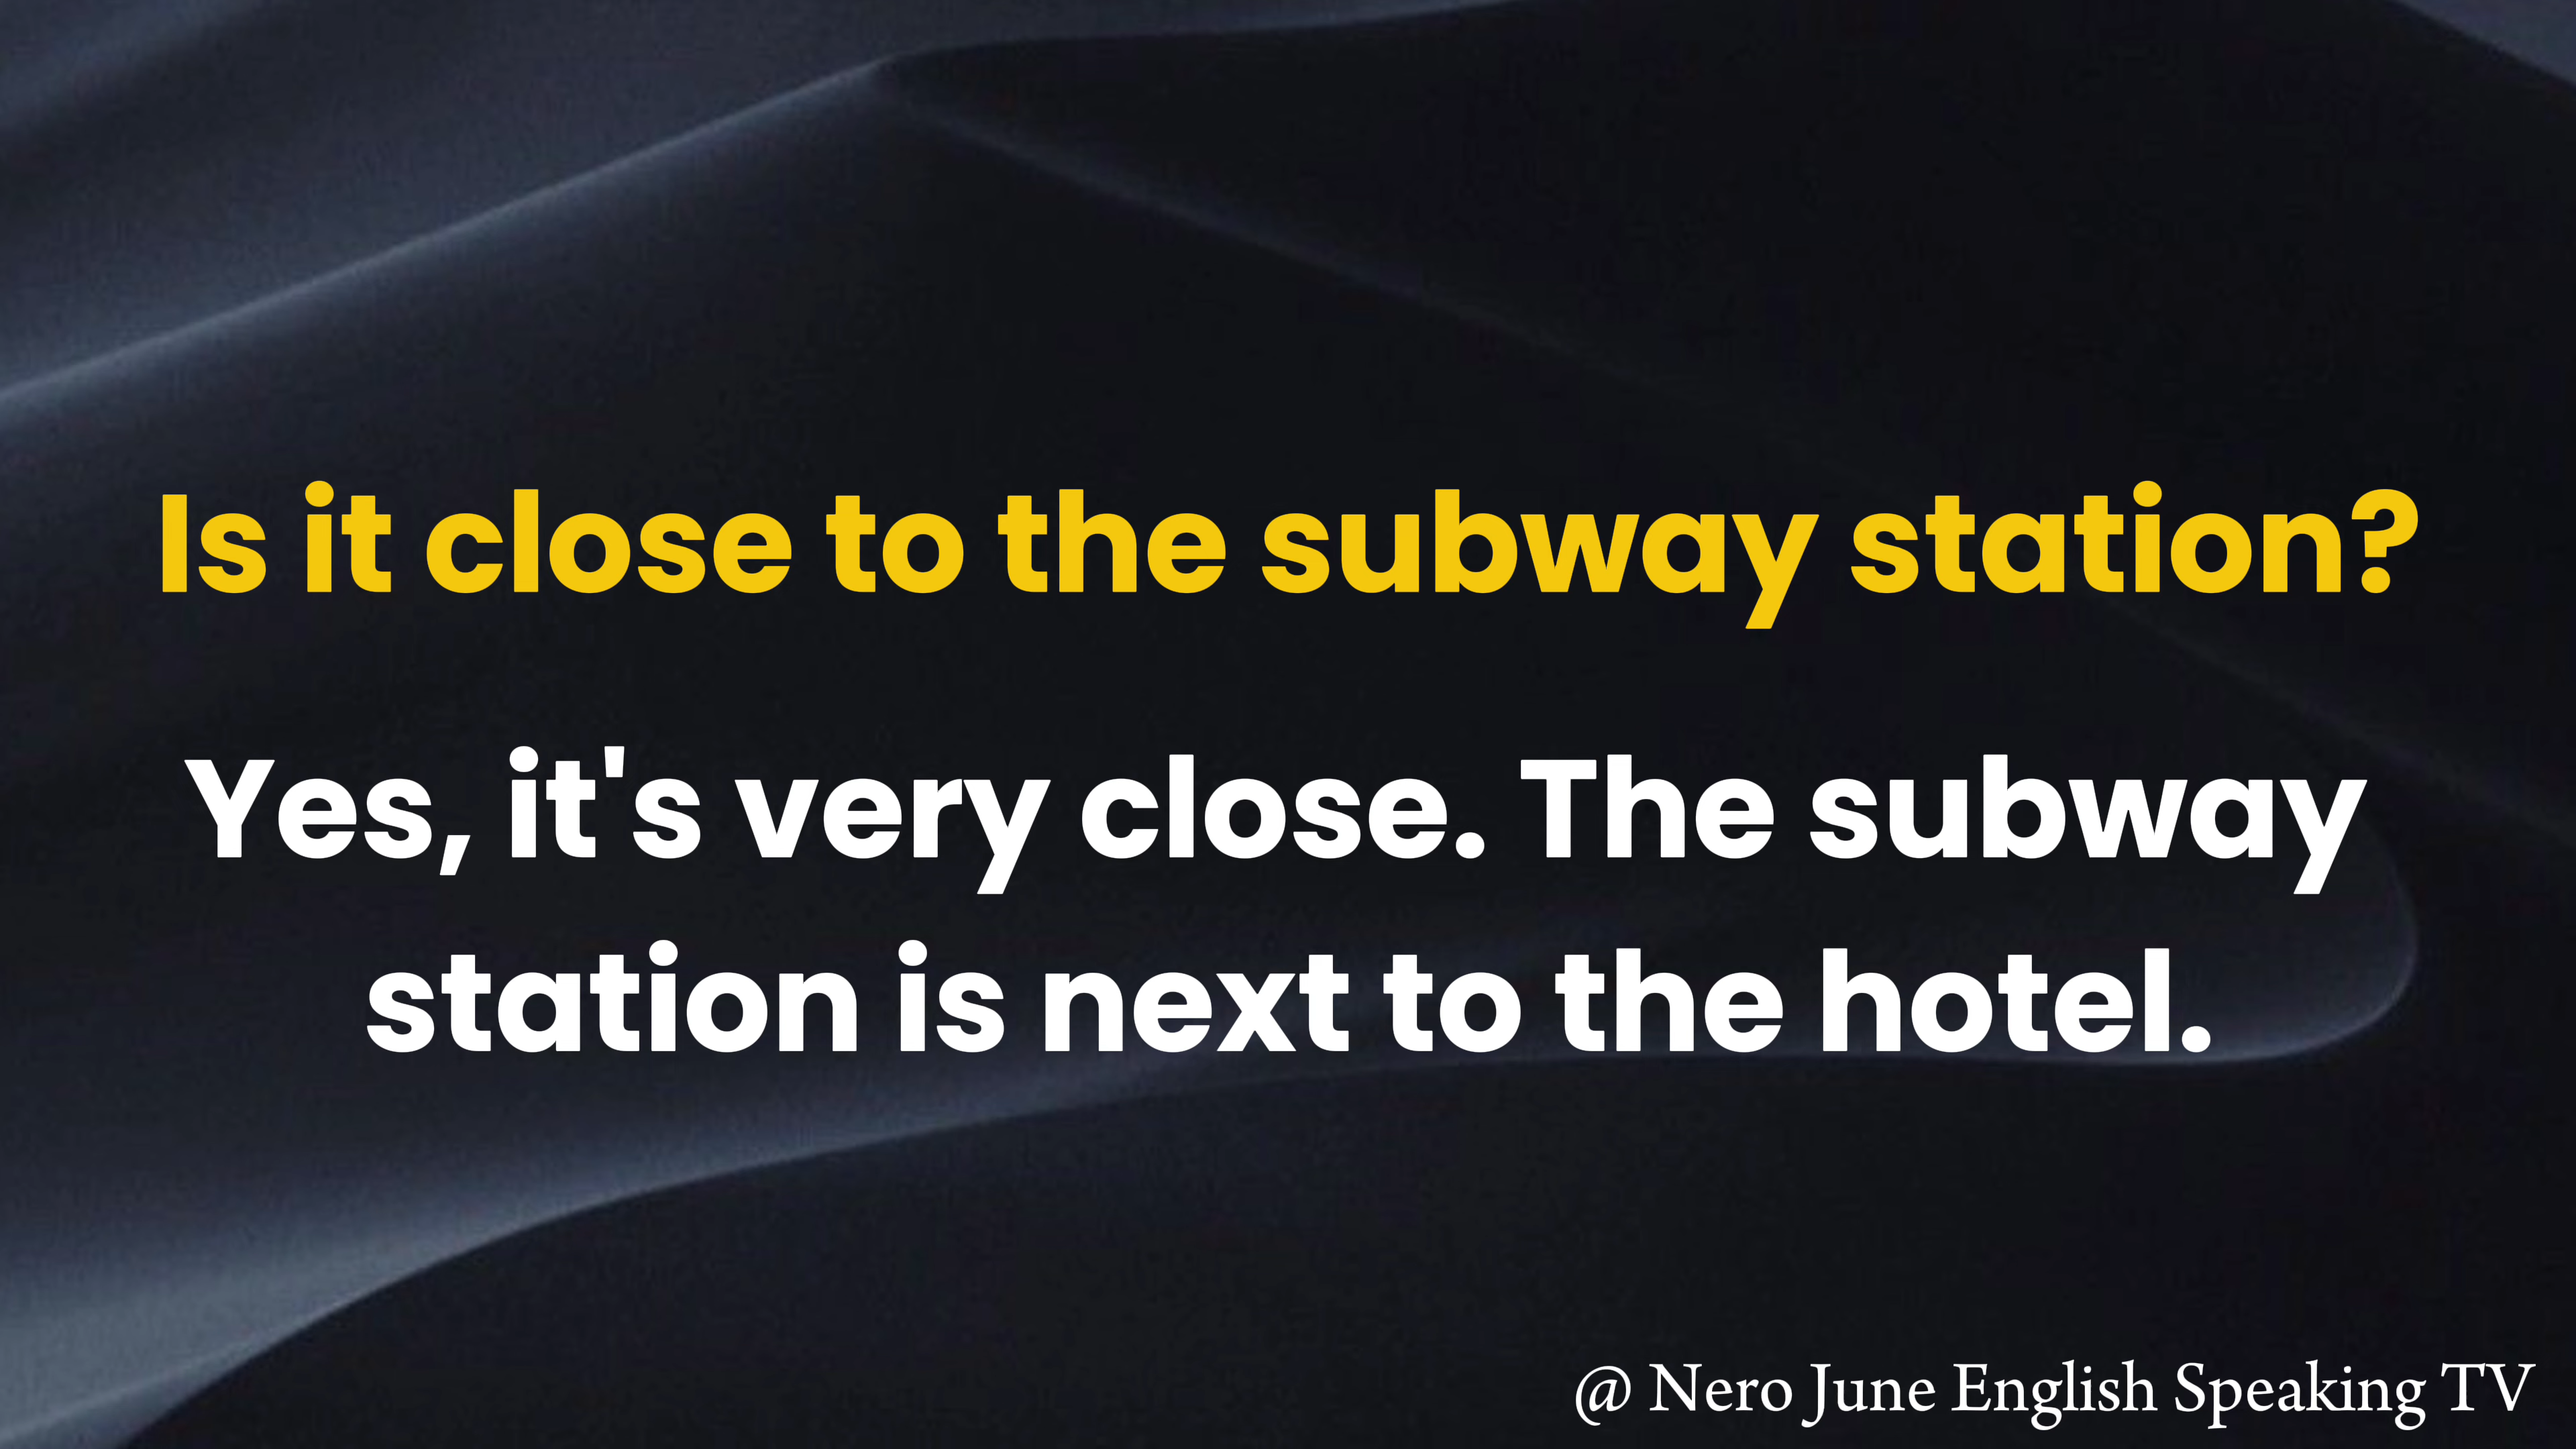 Is it close to the subway station?
Yes, it's very close. The subway
station is next to the hotel.
@ Nero June English Speaking TV